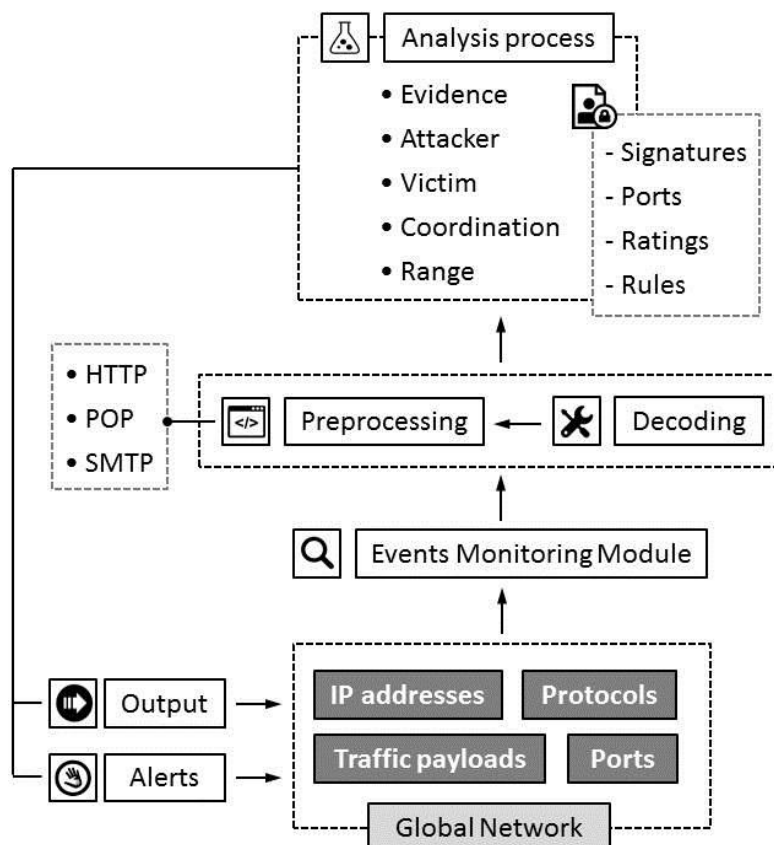 Analysis process
• Evidence
• Attacker
• Victim
• Coordination
• Range
- Signatures
- Ports
- Ratings
- Rules
• HTTP
• POP
• SMTP
</>
Preprocessing
Decoding
Events Monitoring Module
Output
Alerts
IP addresses
Protocols
Traffic payloads
Ports
Global Network